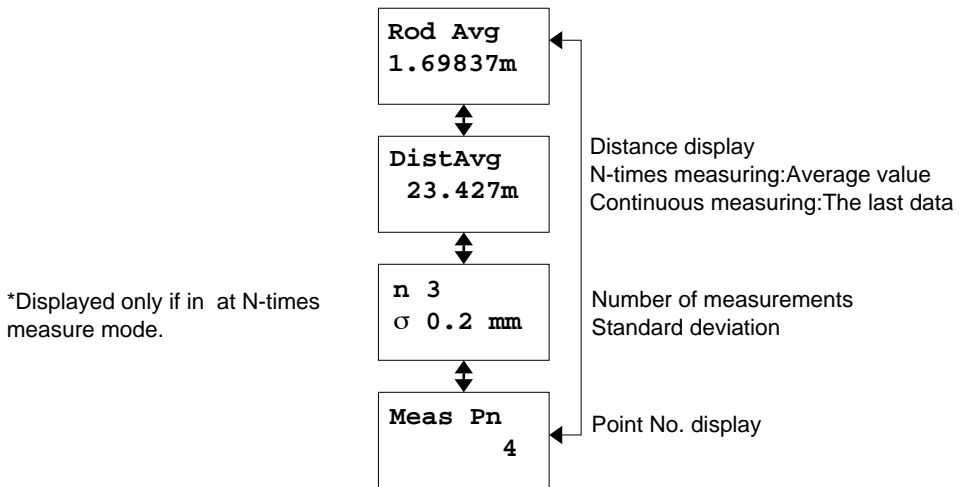 Rod Avg
1.69837m
DistAvg
23.427m
Distance display
N-times measuring:Average value
Continuous measuring:The last data
*Displayed only if in  at N-times
measure mode.
n 3
σ 0.2 mm
Number of measurements
Standard deviation
Meas Pn
4
Point No. display